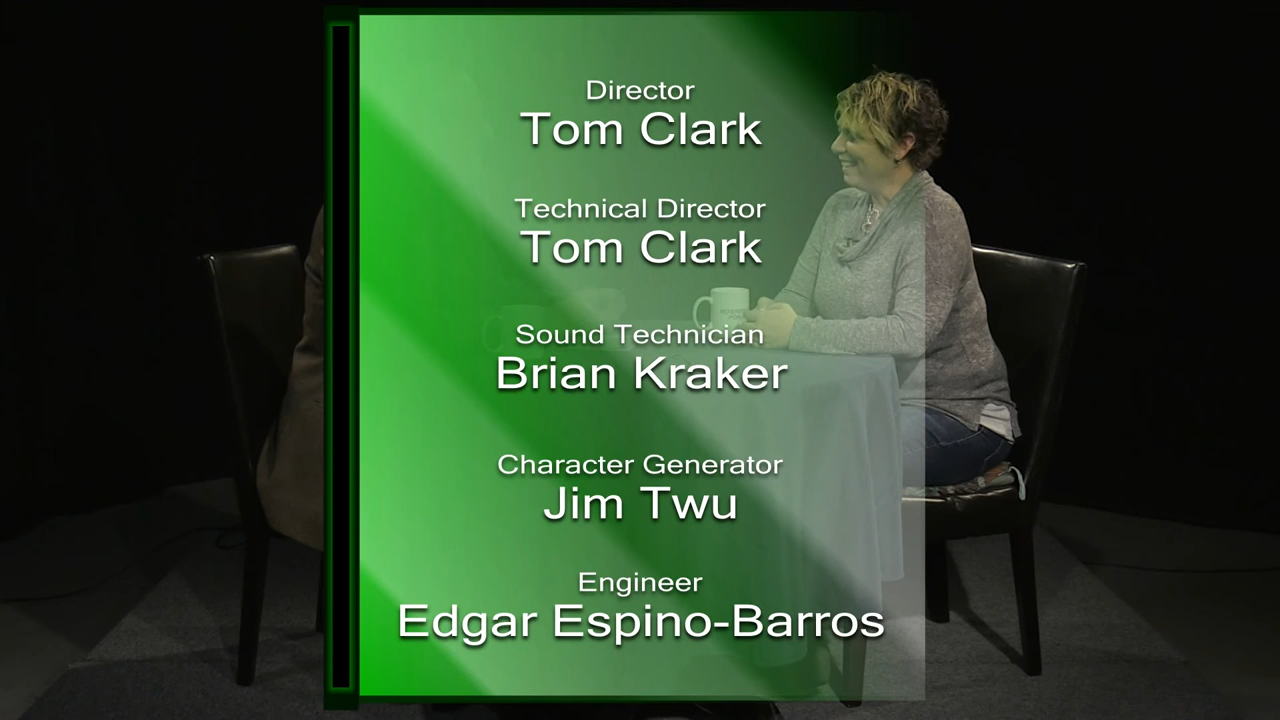 Director
Tom Clark
Technical Director
Tom Clark
Sound Technician
Brian Kraker
Character Generator
Jim Twu
Engineer
Edgar Espino-Barros